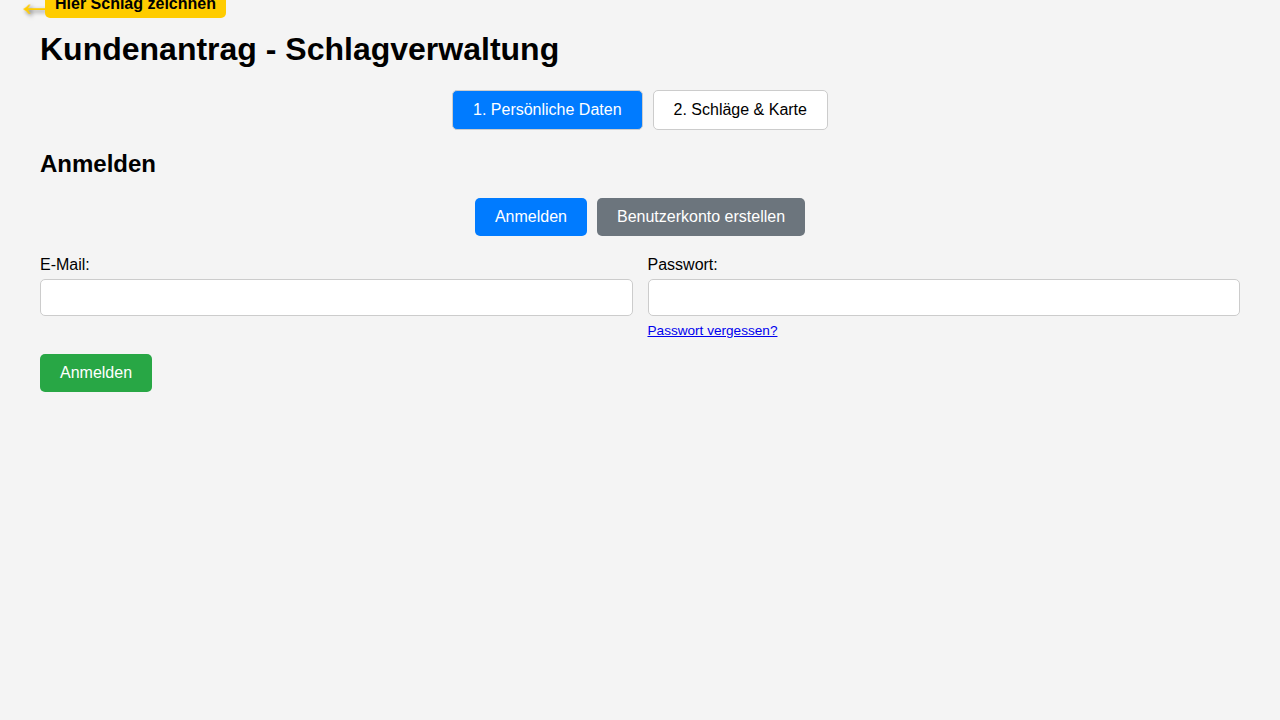 Hier Schlag zeichnen
Kundenantrag - Schlagverwaltung
1. Persönliche Daten
2. Schläge & Karte
Anmelden
Anmelden
Benutzerkonto erstellen
E-Mail:
Passwort:
Passwort vergessen?
Anmelden